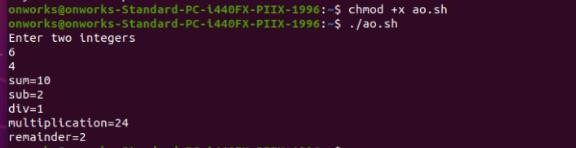 onworks@onworks-Standard-PC-i440FX-PIIX-1996:~$ chmod +x ao.sh
onworks@onworks-Standard-PC-i440FX-PIIX-1996:~$ ./ao.sh
Enter two integers
6
4
sum=10
sub=2
div=1
multiplication=24
remainder=2